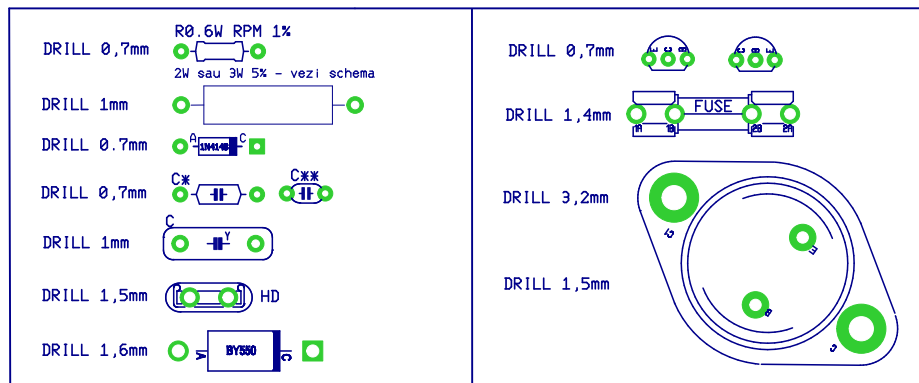 R0.6W RPM 1%
DRILL 0,7mm
2W sau 3W 5% - vezi schema
DRILL 1mm
DRILL 0.7mm
A 1N4148 C
C* C**
DRILL 0,7mm
C
DRILL 1mm
Y
DRILL 1,5mm
HD
DRILL 1,6mm
A BY550 C
DRILL 0,7mm
E C B
C B E
DRILL 1,4mm
FUSE
1A 1B 2B 2A
DRILL 3,2mm
E
DRILL 1,5mm
B
C